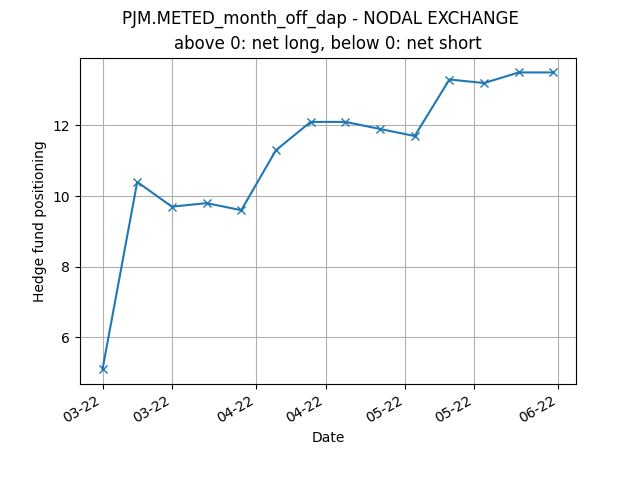 PJM.METED_month_off_dap - NODAL EXCHANGE
above 0: net long, below 0: net short
Hedge fund positioning
12
10
8
6
03-22
03-22
04-22
04-22
05-22
05-22
06-22
Date